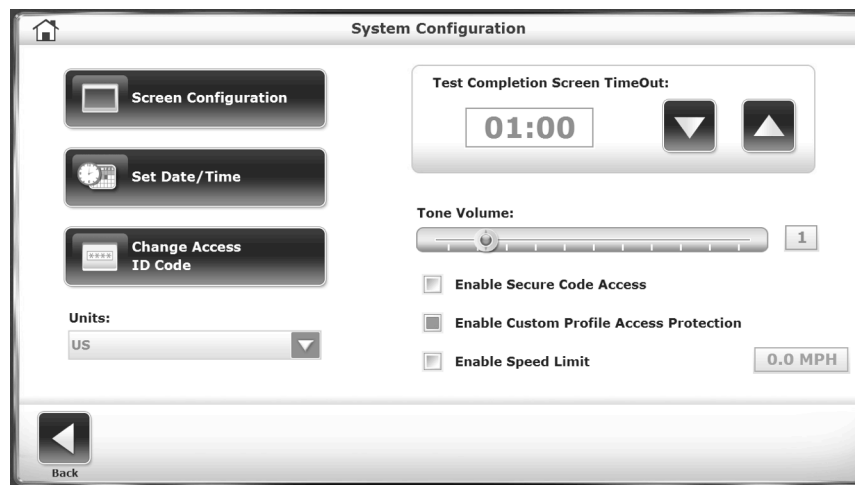 System Configuration
Screen Configuration
Set Date/Time
Change Access
ID Code
****
Units:
US
Test Completion Screen TimeOut:
01:00
Tone Volume:
1
Enable Secure Code Access
Enable Custom Profile Access Protection
Enable Speed Limit
0.0 MPH
Back